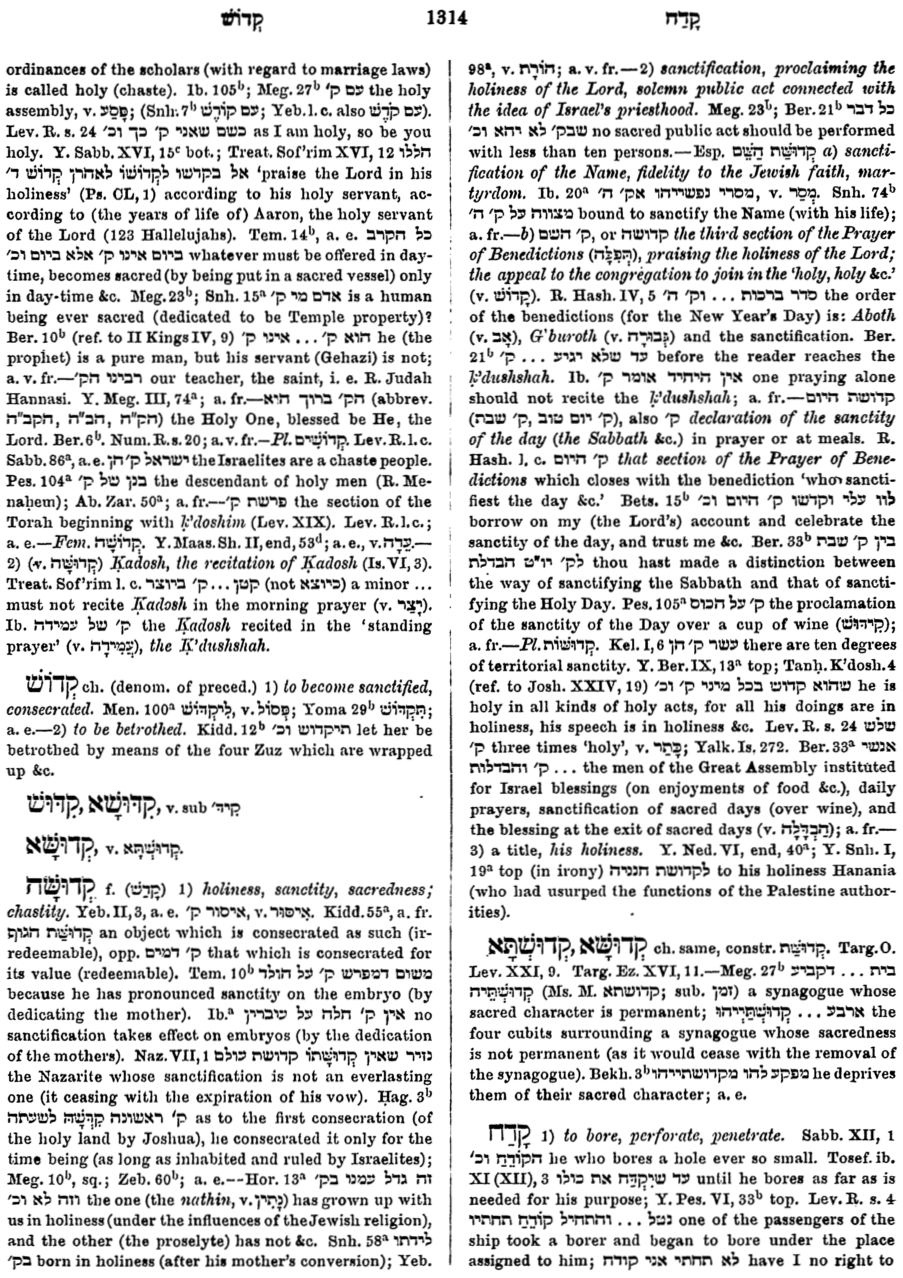 קָדוֹשׁ 1314 קָדַח
ordinances of the scholars (with regard to marriage laws)
is called holy (chaste). Ib. 105ᵇ; Meg. 27ᵇ עם ק׳ the holy
assembly, v. פֶּסַע; (Snh. 7ᵇ עם קוֹדֶשׁ; Yeb. l. c. also עם קֹדֶשׁ).
Lev. R. s. 24 כשם שאני ק׳ כך וכ׳ as I am holy, so be you
holy. Y. Sabb. XVI, 15ᶜ bot.; Treat. Sof'rim XVI, 12 הללו
אל בקדשו לקְדוֹשׁוֹ לאהרן קְדוֹשׁ ד׳ 'praise the Lord in his
holiness' (Ps. CL, 1) according to his holy servant, ac-
cording to (the years of life of) Aaron, the holy servant
of the Lord (123 Hallelujahs). Tem. 14ᵇ, a. e. כל הקרב
ביום אינו ק׳ אלא ביום וכ׳ whatever must be offered in day-
time, becomes sacred (by being put in a sacred vessel) only
in day-time &c. Meg. 23ᵇ; Snh. 15ᵃ אדם מי ק׳ is a human
being ever sacred (dedicated to be Temple property)?
Ber. 10ᵇ (ref. to II Kings IV, 9) הוא ק׳ ... אינו ק׳ he (the
prophet) is a pure man, but his servant (Gehazi) is not;
a. v. fr.—רבינו הק׳ our teacher, the saint, i. e. R. Judah
Hannasi. Y. Meg. III, 74ᵃ; a. fr.—הק׳ ברוך הוא (abbrev.
הק״ה, הב״ה, הקב״ה) the Holy One, blessed be He, the
Lord. Ber. 6ᵇ. Num. R. s. 20; a. v. fr.—Pl. קְדוֹשִׁים. Lev. R. l. c.
Sabb. 86ᵃ, a. e. ישראל ק׳ הן the Israelites are a chaste people.
Pes. 104ᵃ בנן של ק׳ the descendant of holy men (R. Me-
naḥem); Ab. Zar. 50ᵃ; a. fr.—פרשת ק׳ the section of the
Torah beginning with ḳ'doshim (Lev. XIX). Lev. R. l. c.;
a. e.—Fem. קְדוֹשָׁה. Y. Maas. Sh. II, end, 53ᵈ; a. e., v. עֵדָה.—
2) (v. קְדוּשָּׁה) Ḳadosh, the recitation of Ḳadosh (Is. VI, 3).
Treat. Sof'rim l. c. קטן ... ק׳ ביוצר (not כיוצא) a minor ...
must not recite Ḳadosh in the morning prayer (v. יָצַר).
Ib. ק׳ של עמידה the Ḳadosh recited in the 'standing
prayer' (v. עֲמִידָה), the Ḳ'dushshah.
קְדוֹשׁ ch. (denom. of preced.) 1) to become sanctified,
consecrated. Men. 100ᵃ לִיקְדּוֹשׁ, v. פְּסוֹל; Yoma 29ᵇ תִּקְדּוֹשׁ;
a. e.—2) to be betrothed. Kidd. 12ᵇ תיקדוש וכ׳ let her be
betrothed by means of the four Zuz which are wrapped
up &c.
קִדּוּשׁ, קִדּוּשָׁא, v. sub קיד׳
קְדוּשָּׁא, v. קְדוּשְׁתָּא.
קְדוּשָּׁה f. (קָדַשׁ) 1) holiness, sanctity, sacredness;
chastity. Yeb. II, 3, a. e. איסור ק׳, v. אִיסּוּר. Kidd. 55ᵃ, a. fr.
קְדוּשַּׁת הגוף an object which is consecrated as such (ir-
redeemable), opp. ק׳ דמים that which is consecrated for
its value (redeemable). Tem. 10ᵇ משום דמפרש ק׳ על הולד
because he has pronounced sanctity on the embryo (by
dedicating the mother). Ib.ᵃ אין ק׳ חלה על עוברין no
sanctification takes effect on embryos (by the dedication
of the mothers). Naz. VII, 1 נזיר שאין קְדוּשָּׁתוֹ קדושת עולם
the Nazarite whose sanctification is not an everlasting
one (it ceasing with the expiration of his vow). Ḥag. 3ᵇ
ק׳ ראשונה קִדְּשָׁהּ לשעתה as to the first consecration (of
the holy land by Joshua), he consecrated it only for the
time being (as long as inhabited and ruled by Israelites);
Meg. 10ᵇ, sq.; Zeb. 60ᵇ; a. e.—Hor. 13ᵃ זה גדל עמנו בק׳
וזה לא וכ׳ the one (the nathin, v. נָתִין) has grown up with
us in holiness (under the influences of the Jewish religion),
and the other (the proselyte) has not &c. Snh. 58ᵃ לידתו
בק׳ born in holiness (after his mother's conversion); Yeb.
98ᵃ, v. הוֹרָת; a. v. fr.—2) sanctification, proclaiming the
holiness of the Lord, solemn public act connected with
the idea of Israel's priesthood. Meg. 23ᵇ; Ber. 21ᵇ כל דבר
שבק׳ לא יהא וכ׳ no sacred public act should be performed
with less than ten persons.—Esp. קְדוּשַּׁת הַשֵּׁם a) sancti-
fication of the Name, fidelity to the Jewish faith, mar-
tyrdom. Ib. 20ᵃ מסרי נפשייהו אק׳ ה׳, v. מְסַר. Snh. 74ᵇ
מצווה על ק׳ ה׳ bound to sanctify the Name (with his life);
a. fr.—b) ק׳ השם, or קדושה the third section of the Prayer
of Benedictions (תְּפִלָּה), praising the holiness of the Lord;
the appeal to the congregation to join in the 'holy, holy &c.'
(v. קָדוֹשׁ). R. Hash. IV, 5 סדר ברכות ... וק׳ ה׳ the order
of the benedictions (for the New Year's Day) is: Aboth
(v. אָב), G'buroth (v. גְּבוּרָה) and the sanctification. Ber.
21ᵇ עד שלא יגיע ... ק׳ before the reader reaches the
ḳ'dushshah. Ib. אין היחיד אומר ק׳ one praying alone
should not recite the ḳ'dushshah; a. fr.—קדושת היום
(ק׳ יום טוב, ק׳ שבת), also ק׳ declaration of the sanctity
of the day (the Sabbath &c.) in prayer or at meals. R.
Hash. l. c. ק׳ היום that section of the Prayer of Bene-
dictions which closes with the benediction 'who sancti-
fiest the day &c.' Bets. 15ᵇ לוו עלי וקדשו ק׳ היום וכ׳
borrow on my (the Lord's) account and celebrate the
sanctity of the day, and trust me &c. Ber. 33ᵇ בין ק׳ שבת
לק׳ יו״ט הבדלת thou hast made a distinction between
the way of sanctifying the Sabbath and that of sancti-
fying the Holy Day. Pes. 105ᵃ ק׳ על הכוס the proclamation
of the sanctity of the Day over a cup of wine (קִידּוּשׁ);
a. fr.—Pl. קְדוּשּׁוֹת. Kel. I, 6 עשר ק׳ הן there are ten degrees
of territorial sanctity. Y. Ber. IX, 13ᵃ top; Tanḥ. K'dosh. 4
(ref. to Josh. XXIV, 19) שהוא קדוש בכל מיני ק׳ וכ׳ he is
holy in all kinds of holy acts, for all his doings are in
holiness, his speech is in holiness &c. Lev. R. s. 24 שלש
ק׳ three times 'holy', v. כָּתַר; Yalk. Is. 272. Ber. 33ᵃ אנשי
... ק׳ והבדלות the men of the Great Assembly instituted
for Israel blessings (on enjoyments of food &c.), daily
prayers, sanctification of sacred days (over wine), and
the blessing at the exit of sacred days (v. הַבְדָּלָה); a. fr.—
3) a title, his holiness. Y. Ned. VI, end, 40ᵃ; Y. Snh. I,
19ᵃ top (in irony) לקדושת חנניה to his holiness Hanania
(who had usurped the functions of the Palestine author-
ities).
קְדוּשָּׁא, קְדוּשְׁתָּא ch. same, constr. קְדוּשַּׁת. Targ. O.
Lev. XXI, 9. Targ. Ez. XVI, 11.—Meg. 27ᵇ בית ... דקביע
קְדוּשְׁתֵּיהּ (Ms. M. קדושתא; sub. זמן) a synagogue whose
sacred character is permanent; ארבע ... קְדוּשְׁתַּיְיהוּ the
four cubits surrounding a synagogue whose sacredness
is not permanent (as it would cease with the removal of
the synagogue). Bekh. 3ᵇ מפקע להו מקדושתייהו he deprives
them of their sacred character; a. e.
קָדַח 1) to bore, perforate, penetrate. Sabb. XII, 1
הקוֹדֵחַ וכ׳ he who bores a hole ever so small. Tosef. ib.
XI (XII), 3 עד שיִקְדַּח את כולו until he bores as far as is
needed for his purpose; Y. Pes. VI, 33ᵇ top. Lev. R. s. 4
נטל ... והתחיל קוֹדֵחַ תחתיו one of the passengers of the
ship took a borer and began to bore under the place
assigned to him; לא תחתי אני קודח have I no right to